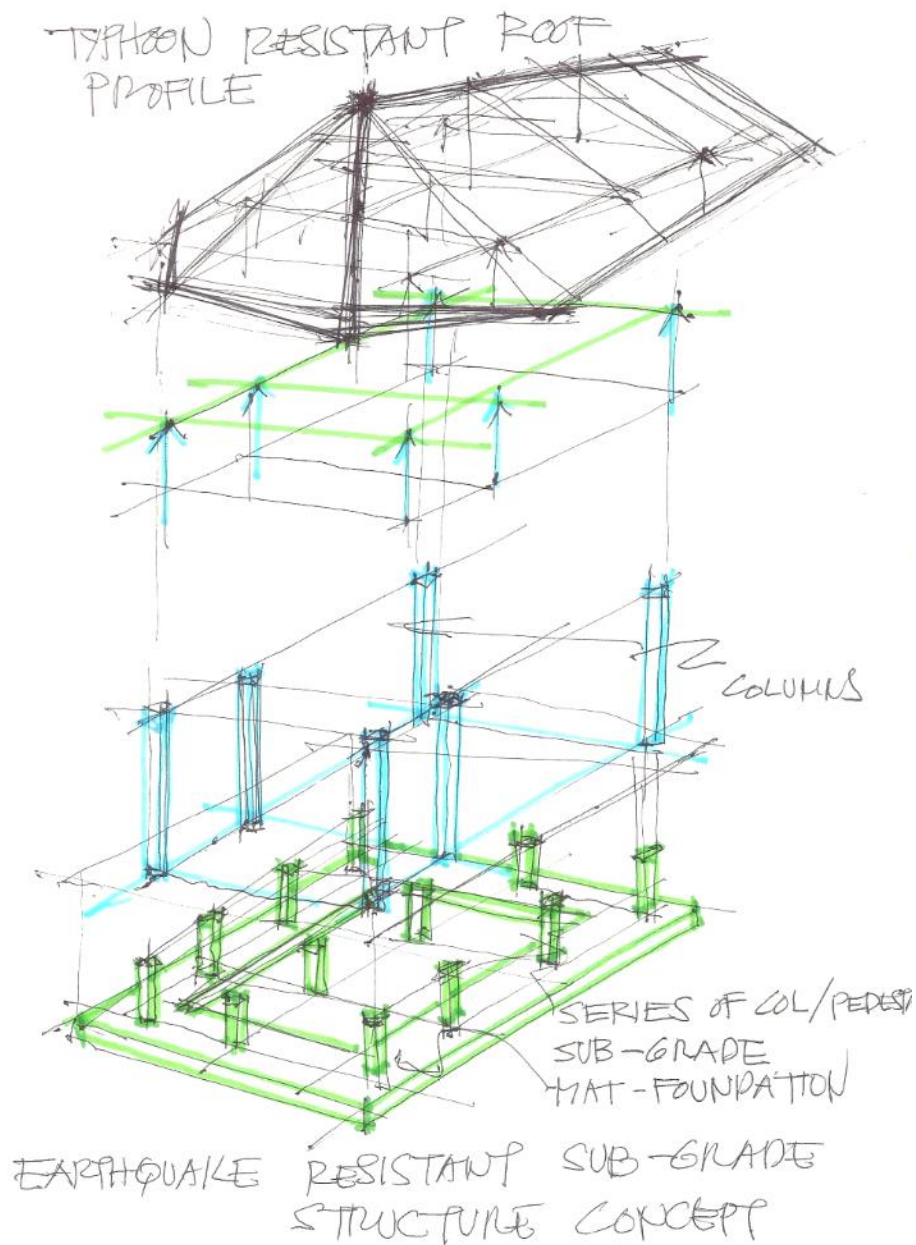 TYPHOON RESISTANT ROOF
PROFILE
COLUMNS
SERIES OF COL/PEDEST
SUB-GRADE
MAT-FOUNDATION
EARTHQUAKE RESISTANT SUB-GRADE
STRUCTURE CONCEPT